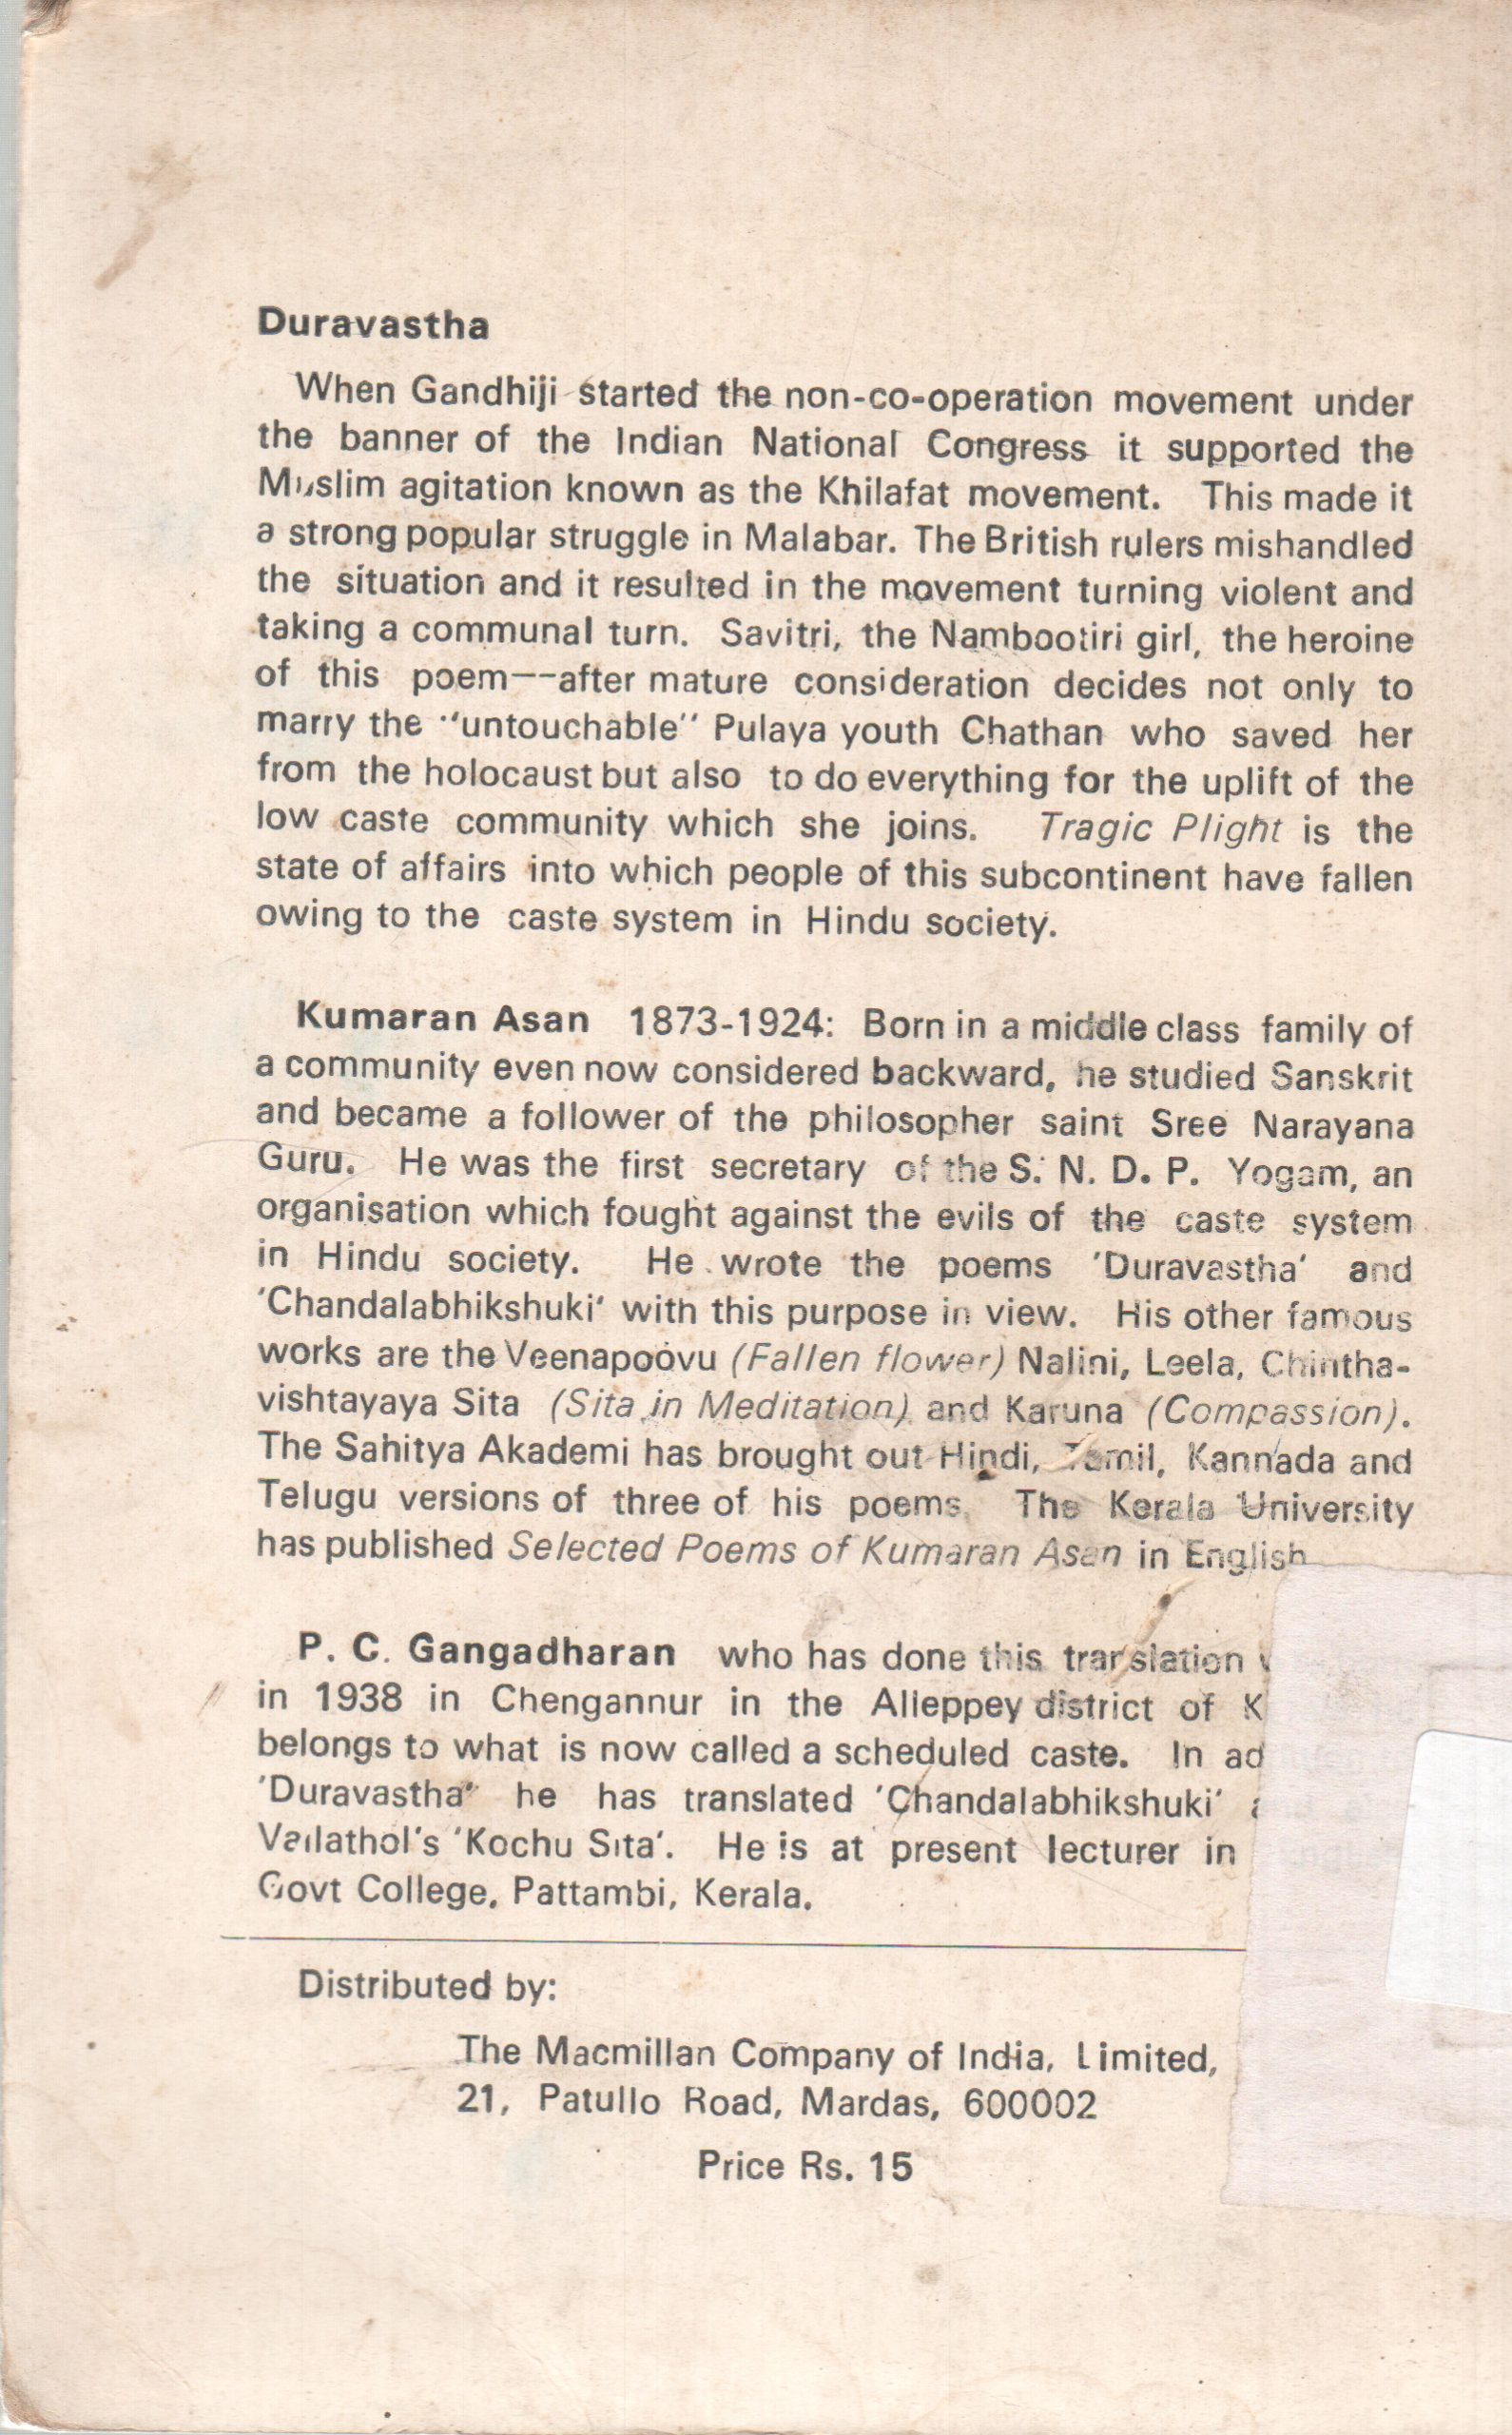 Duravastha
When Gandhiji started the non-co-operation movement under
the banner of the Indian National Congress it supported the
Muslim agitation known as the Khilafat movement. This made it
a strong popular struggle in Malabar. The British rulers mishandled
the situation and it resulted in the movement turning violent and
taking a communal turn. Savitri, the Nambootiri girl, the heroine
of this poem--after mature consideration decides not only to
marry the "untouchable" Pulaya youth Chathan who saved her
from the holocaust but also to do everything for the uplift of the
low caste community which she joins. Tragic Plight is the
state of affairs into which people of this subcontinent have fallen
owing to the caste system in Hindu society.
Kumaran Asan 1873-1924: Born in a middle class family of
a community even now considered backward, he studied Sanskrit
and became a follower of the philosopher saint Sree Narayana
Guru. He was the first secretary of the S. N. D. P. Yogam, an
organisation which fought against the evils of the caste system
in Hindu society. He wrote the poems 'Duravastha' and
'Chandalabhikshuki' with this purpose in view. His other famous
works are the Veenapoovu (Fallen flower) Nalini, Leela, Chintha-
vishtayaya Sita (Sita in Meditation) and Karuna (Compassion).
The Sahitya Akademi has brought out Hindi, Tamil, Kannada and
Telugu versions of three of his poems. The Kerala University
has published Selected Poems of Kumaran Asan in English
P. C. Gangadharan who has done this translation
in 1938 in Chengannur in the Alleppey district of K
belongs to what is now called a scheduled caste. In ad
'Duravastha' he has translated 'Chandalabhikshuki'
Vallathol's 'Kochu Sita'. He is at present lecturer in
Govt College, Pattambi, Kerala.
Distributed by:
The Macmillan Company of India, Limited,
21, Patullo Road, Mardas, 600002
Price Rs. 15